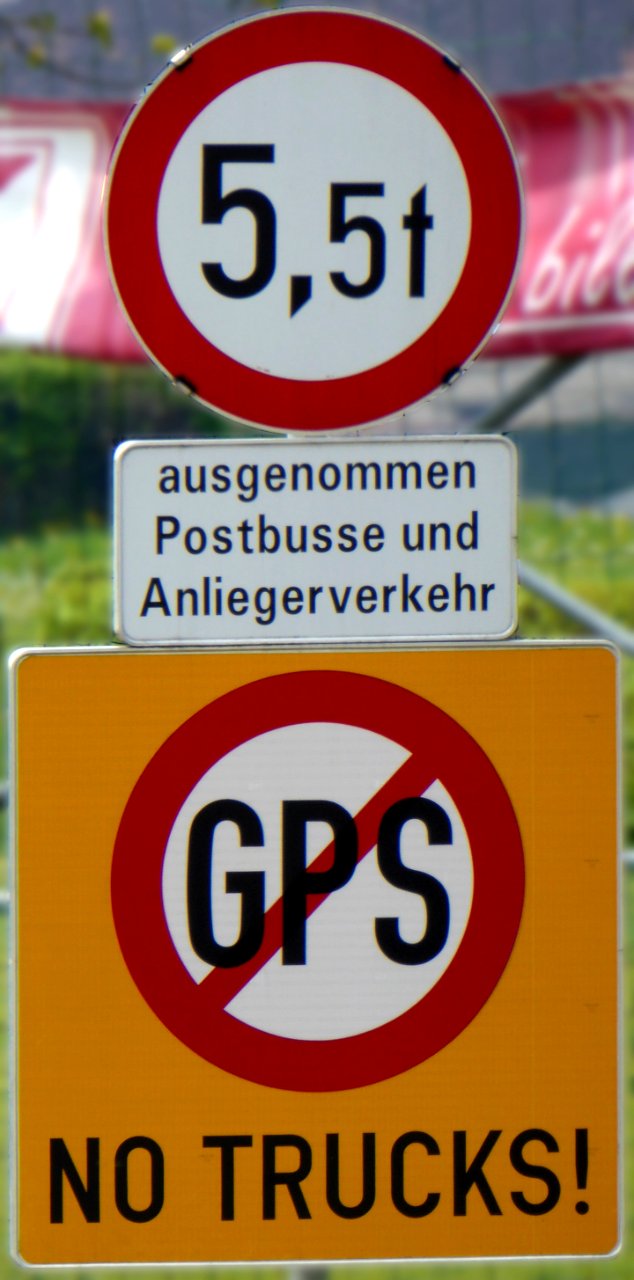 5,5t
ausgenommen
Postbusse und
Anliegerverkehr
GPS
NO TRUCKS!